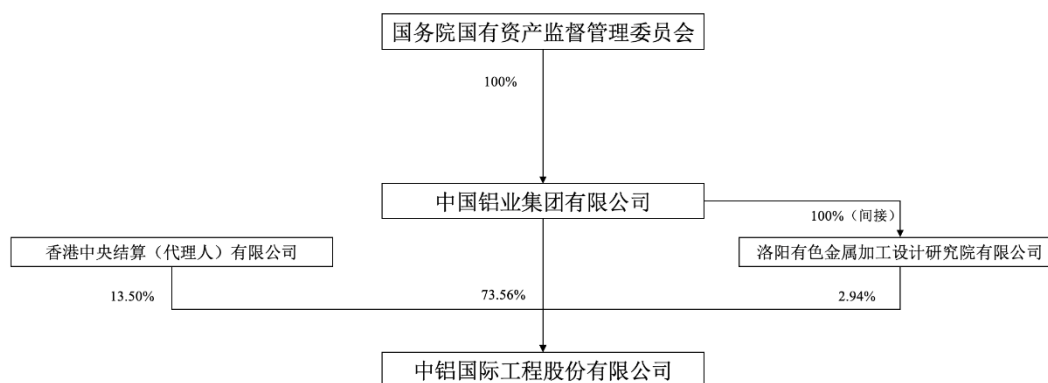 国务院国有资产监督管理委员会
100%
中国铝业集团有限公司
100%（间接）
香港中央结算（代理人）有限公司
洛阳有色金属加工设计研究院有限公司
13.50%
73.56%
2.94%
中铝国际工程股份有限公司